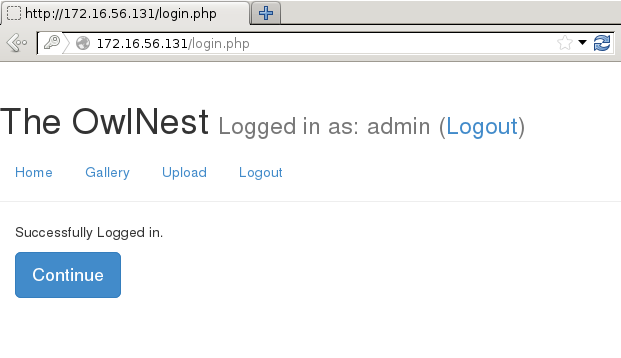 http://172.16.56.131/login.php
172.16.56.131/login.php
The OwlNest Logged in as: admin (Logout)
Home Gallery Upload Logout
Successfully Logged in.
Continue